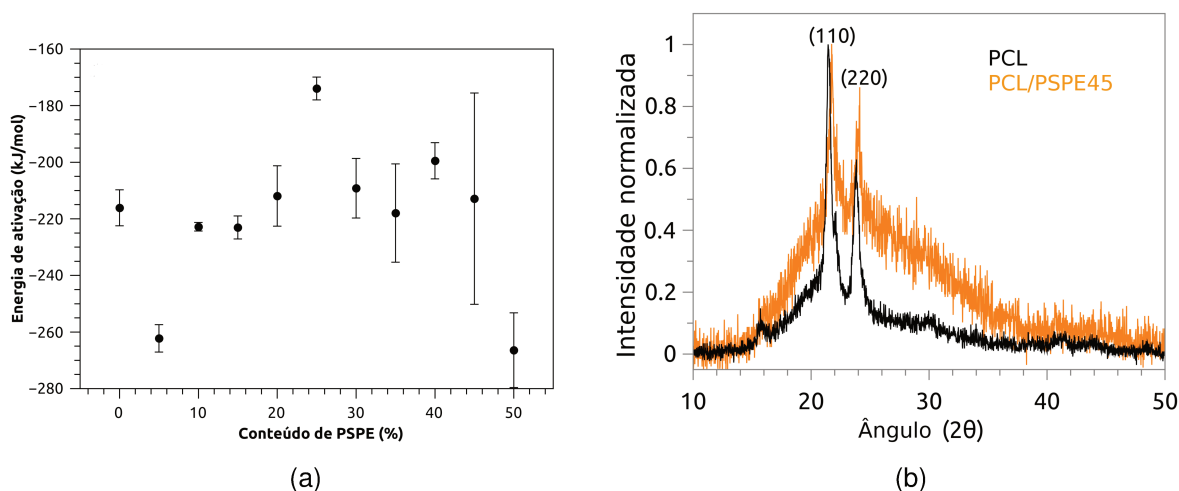 −160
−180
−200
−220
−240
−260
−280
Energia de ativação (kJ/mol)
0 10 20 30 40 50
Conteúdo de PSPE (%)
(a)
(110)
(220)
PCL
PCL/PSPE45
1
0.8
0.6
0.4
0.2
0
Intensidade normalizada
10 20 30 40 50
Ângulo (2θ)
(b)